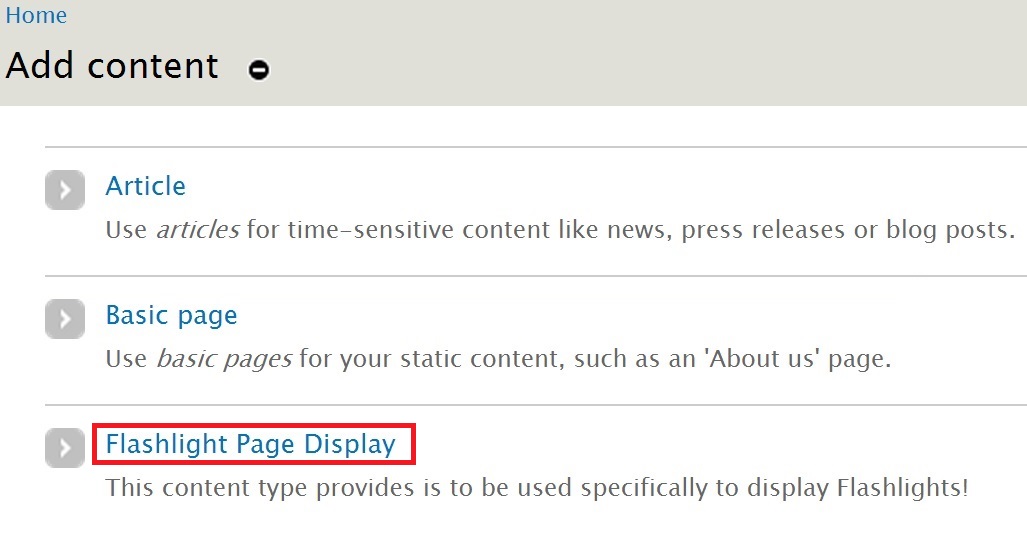 Home
Add content
Article
Use articles for time-sensitive content like news, press releases or blog posts.
Basic page
Use basic pages for your static content, such as an 'About us' page.
Flashlight Page Display
This content type provides is to be used specifically to display Flashlights!